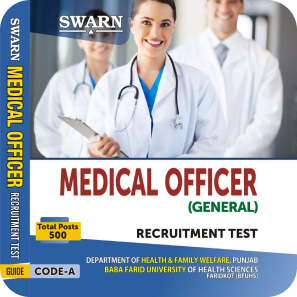 SWARN
MEDICAL OFFICER
RECRUITMENT TEST
GUIDE
SWARN
MEDICAL OFFICER
(GENERAL)
Total Posts
500
RECRUITMENT TEST
CODE-A
DEPARTMENT OF HEALTH & FAMILY WELFARE, PUNJAB
BABA FARID UNIVERSITY OF HEALTH SCIENCES
FARIDKOT (BFUHS)